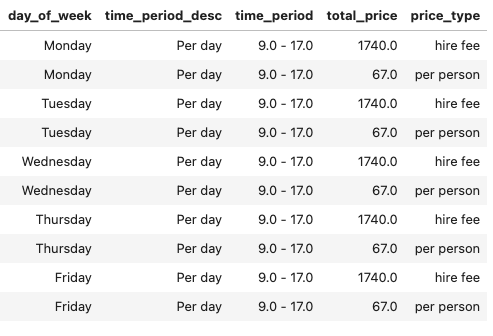 day_of_week time_period_desc time_period total_price price_type
Monday Per day 9.0 - 17.0 1740.0 hire fee
Monday Per day 9.0 - 17.0 67.0 per person
Tuesday Per day 9.0 - 17.0 1740.0 hire fee
Tuesday Per day 9.0 - 17.0 67.0 per person
Wednesday Per day 9.0 - 17.0 1740.0 hire fee
Wednesday Per day 9.0 - 17.0 67.0 per person
Thursday Per day 9.0 - 17.0 1740.0 hire fee
Thursday Per day 9.0 - 17.0 67.0 per person
Friday Per day 9.0 - 17.0 1740.0 hire fee
Friday Per day 9.0 - 17.0 67.0 per person